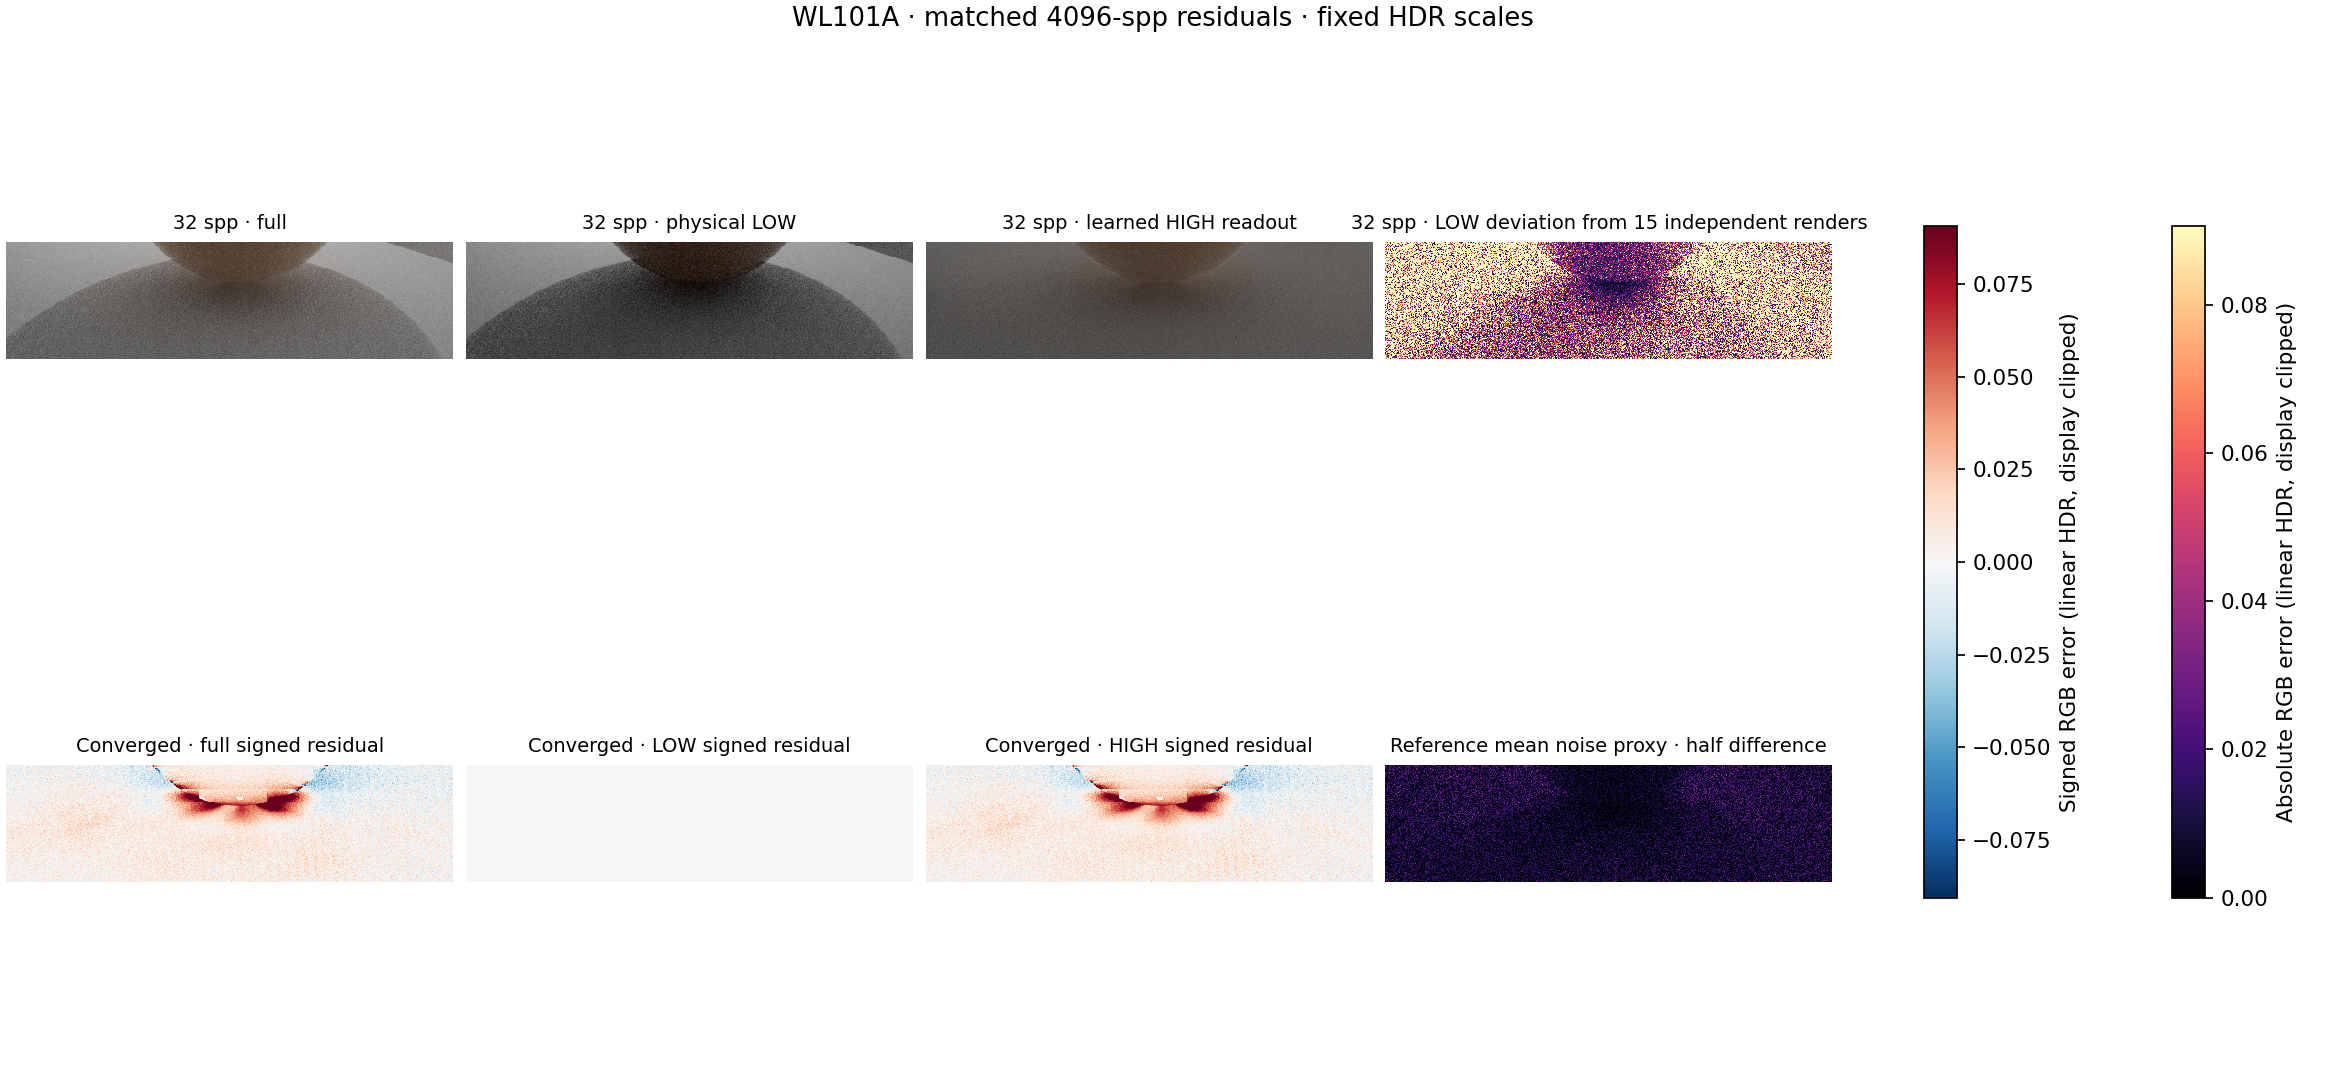 WL101A · matched 4096-spp residuals · fixed HDR scales
32 spp · full
32 spp · physical LOW
32 spp · learned HIGH readout
32 spp · LOW deviation from 15 independent renders
Converged · full signed residual
Converged · LOW signed residual
Converged · HIGH signed residual
Reference mean noise proxy · half difference
0.075
0.050
0.025
0.000
−0.025
−0.050
−0.075
Signed RGB error (linear HDR, display clipped)
0.08
0.06
0.04
0.02
0.00
Absolute RGB error (linear HDR, display clipped)